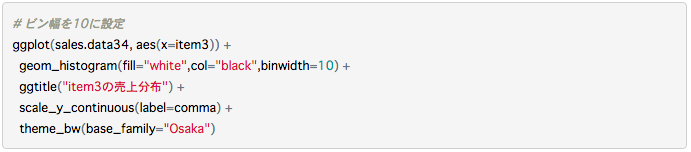 # ビン幅を10に設定
ggplot(sales.data34, aes(x=item3)) +
  geom_histogram(fill="white",col="black",binwidth=10) +
  ggtitle("item3の売上分布") +
  scale_y_continuous(label=comma) +
  theme_bw(base_family="Osaka")